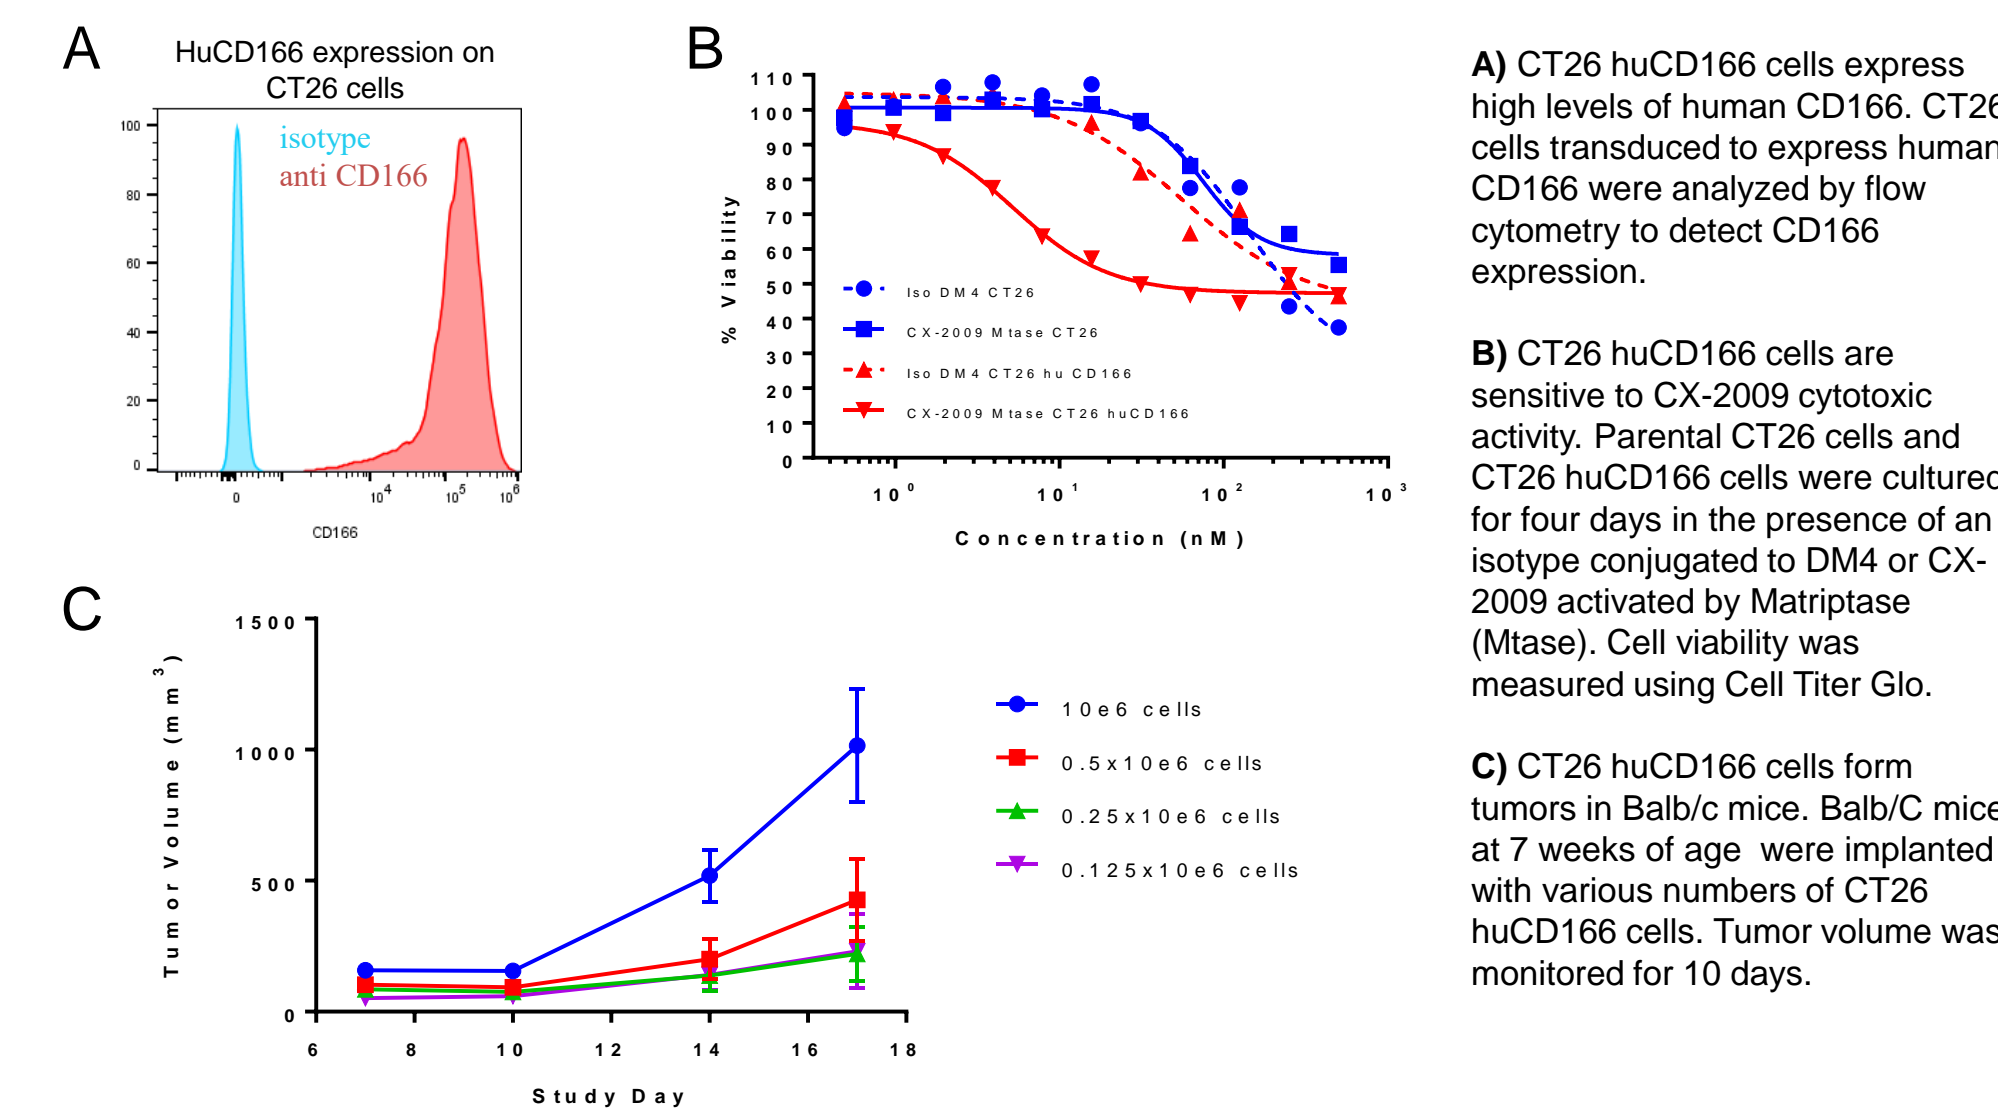 A
HuCD166 expression on
CT26 cells
isotype
anti CD166
100
80
60
40
20
0
0
10^4
10^5
10^6
CD166
B
110
100
90
80
70
60
50
40
30
20
10
0
% Viability
Iso DM4 CT26
CX-2009 Mtase CT26
Iso DM4 CT26 hu CD166
CX-2009 Mtase CT26 huCD166
10^0
10^1
10^2
10^3
Concentration (nM)
C
1500
1000
500
0
Tumor Volume (mm^3)
10e6 cells
0.5x10e6 cells
0.25x10e6 cells
0.125x10e6 cells
6
8
10
12
14
16
18
Study Day
A) CT26 huCD166 cells express
high levels of human CD166. CT26
cells transduced to express human
CD166 were analyzed by flow
cytometry to detect CD166
expression.
B) CT26 huCD166 cells are
sensitive to CX-2009 cytotoxic
activity. Parental CT26 cells and
CT26 huCD166 cells were cultured
for four days in the presence of an
isotype conjugated to DM4 or CX-
2009 activated by Matriptase
(Mtase). Cell viability was
measured using Cell Titer Glo.
C) CT26 huCD166 cells form
tumors in Balb/c mice. Balb/C mice
at 7 weeks of age were implanted
with various numbers of CT26
huCD166 cells. Tumor volume was
monitored for 10 days.